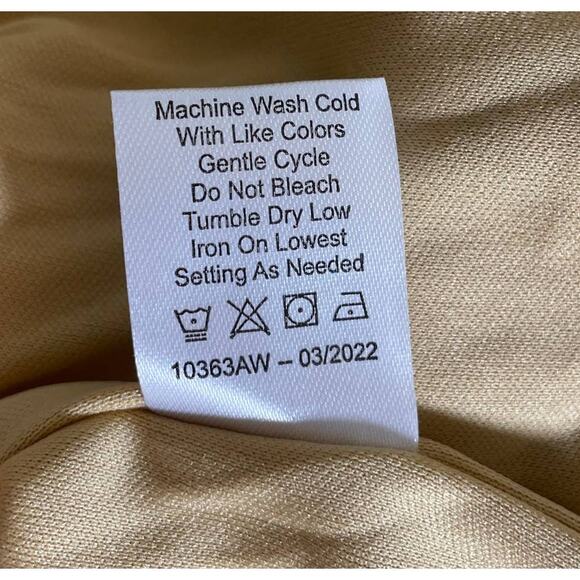 Machine Wash Cold
With Like Colors
Gentle Cycle
Do Not Bleach
Tumble Dry Low
Iron On Lowest
Setting As Needed
10363AW – 03/2022